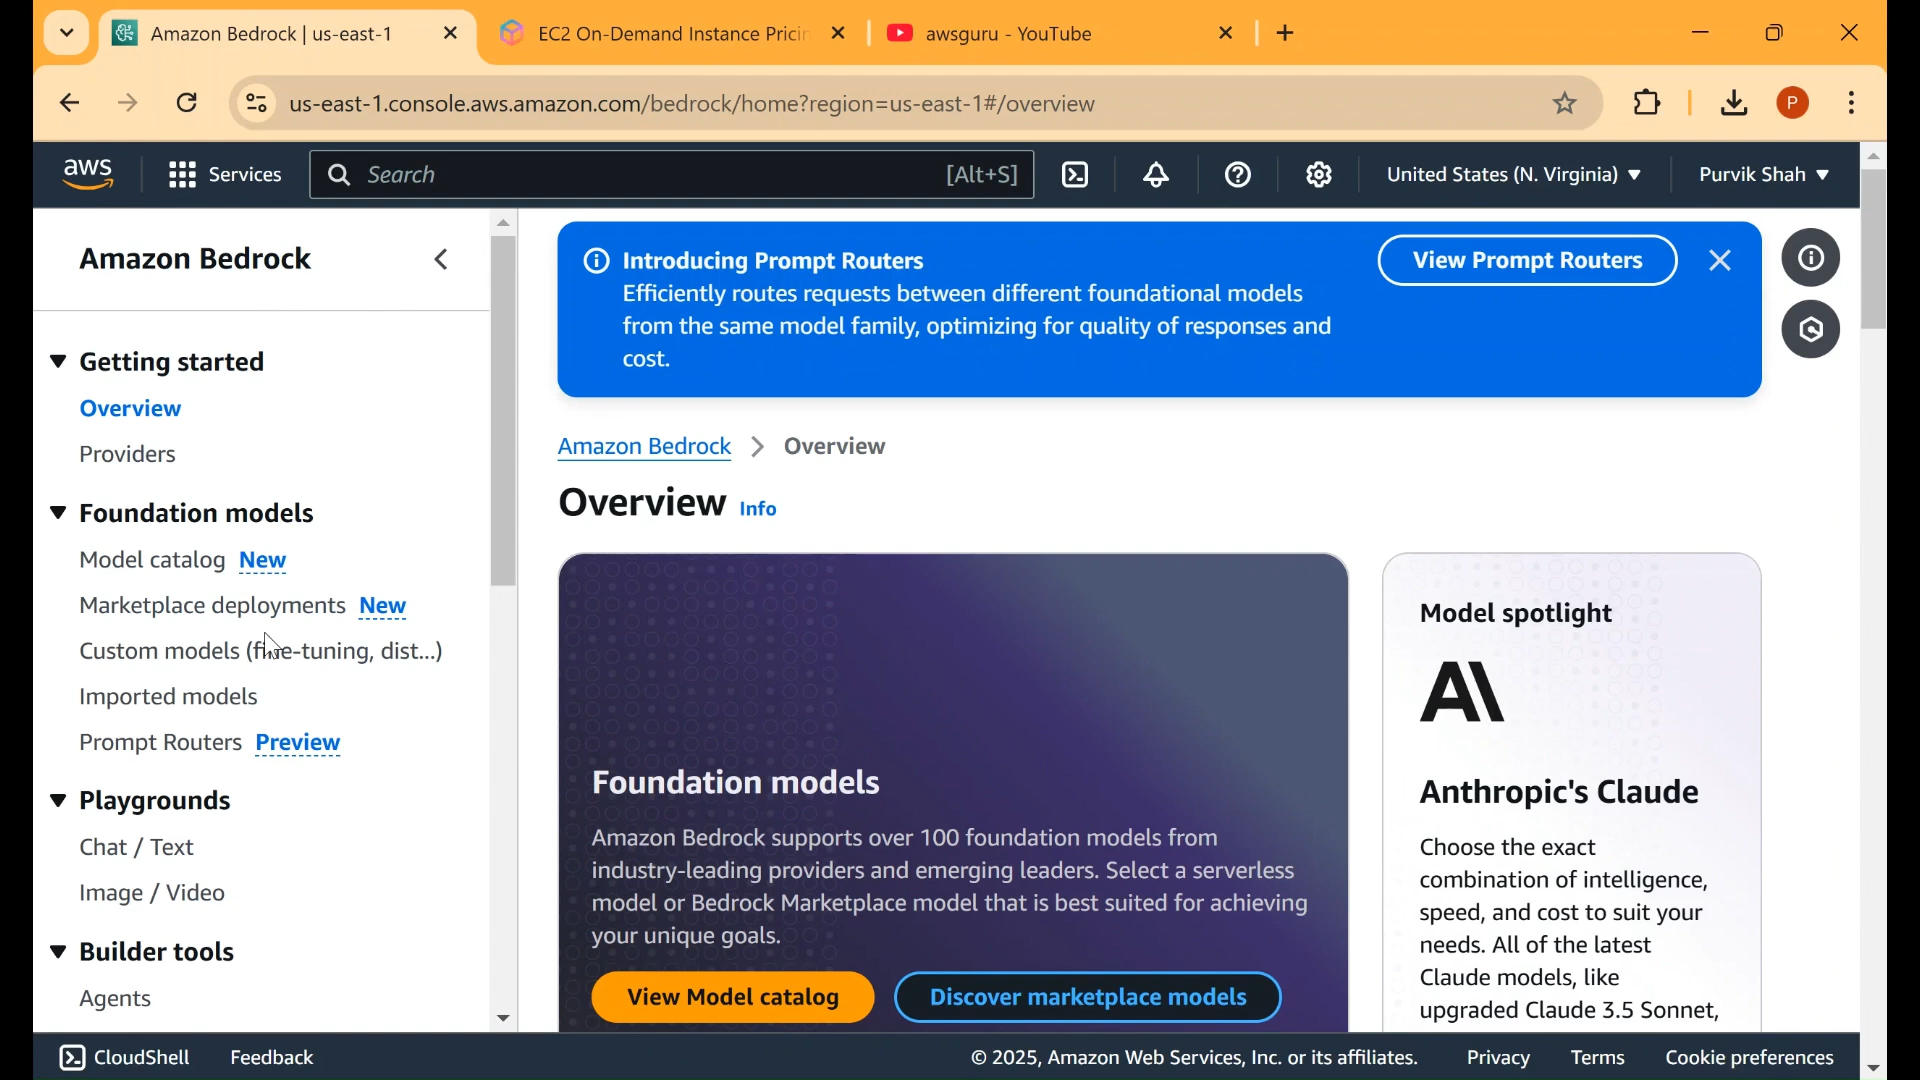 Amazon Bedrock | us-east-1
EC2 On-Demand Instance Pricin
awsguru - YouTube
us-east-1.console.aws.amazon.com/bedrock/home?region=us-east-1#/overview
P
aws
Services
Search
[Alt+S]
United States (N. Virginia)
Purvik Shah
Amazon Bedrock
Getting started
Overview
Providers
Foundation models
Model catalog New
Marketplace deployments New
Custom models (fine-tuning, dist...)
Imported models
Prompt Routers Preview
Playgrounds
Chat / Text
Image / Video
Builder tools
Agents
Introducing Prompt Routers
Efficiently routes requests between different foundational models
from the same model family, optimizing for quality of responses and
cost.
View Prompt Routers
Amazon Bedrock > Overview
Overview Info
Foundation models
Amazon Bedrock supports over 100 foundation models from
industry-leading providers and emerging leaders. Select a serverless
model or Bedrock Marketplace model that is best suited for achieving
your unique goals.
View Model catalog
Discover marketplace models
Model spotlight
A\
Anthropic's Claude
Choose the exact
combination of intelligence,
speed, and cost to suit your
needs. All of the latest
Claude models, like
upgraded Claude 3.5 Sonnet,
CloudShell
Feedback
© 2025, Amazon Web Services, Inc. or its affiliates.
Privacy
Terms
Cookie preferences